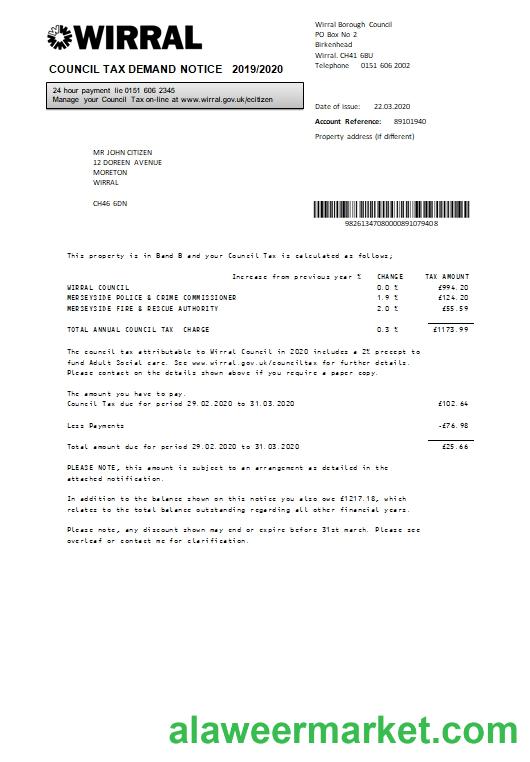 WIRRAL
COUNCIL TAX DEMAND NOTICE 2019/2020
24 hour payment lie 0151 606 2345
Manage your Council Tax on-line at www.wirral.gov.uk/ecitizen
Wirral Borough Council
PO Box No 2
Birkenhead
Wirral. CH41 6BU
Telephone 0151 606 2002
Date of issue: 22.03.2020
Account Reference: 89101940
Property address (if different)
MR JOHN CITIZEN
12 DOREEN AVENUE
MORETON
WIRRAL
CH46 6DN
98261347080000891079408
This property is in Band B and your Council Tax is calculated as follows;
Increase from previous year % CHANGE TAX AMOUNT
WIRRAL COUNCIL 0.0 % £994.20
MERSEYSIDE POLICE & CRIME COMMISSIONER 1.9 % £124.20
MERSEYSIDE FIRE & RESCUE AUTHORITY 2.0 % £55.59
TOTAL ANNUAL COUNCIL TAX CHARGE 0.3 % £1173.99
The council tax attributable to Wirral Council in 2020 includes a 2% precept to
fund Adult Social care. See www.wirral.gov.uk/counciltax for further details.
Please contact on the details shown above if you require a paper copy.
The amount you have to pay.
Council Tax due for period 29.02.2020 to 31.03.2020 £102.64
Less Payments -£76.98
Total amount due for period 29.02.2020 to 31.03.2020 £25.66
PLEASE NOTE, this amount is subject to an arrangement as detailed in the
attached notification.
In addition to the balance shown on this notice you also owe £1217.18, which
relates to the total balance outstanding regarding all other financial years.
Please note, any discount shown may end or expire before 31st march. Please see
overleaf or contact me for clarification.
alaweermarket.com